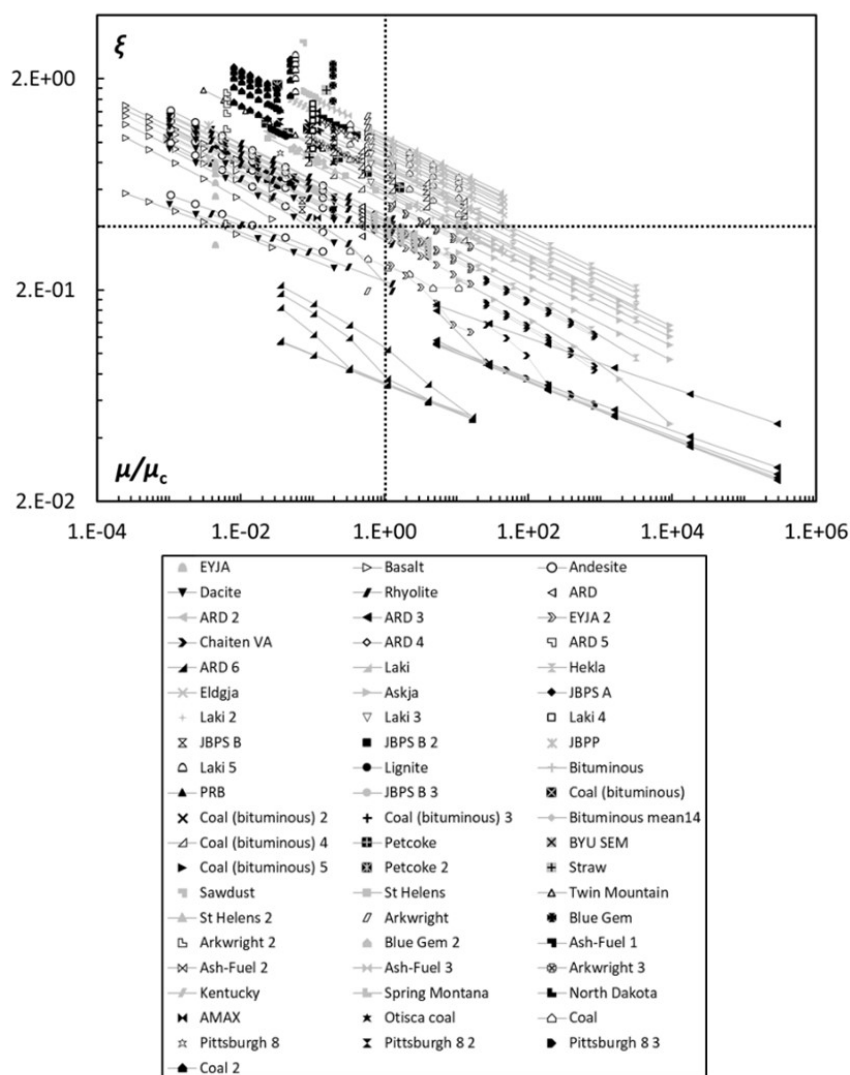 ξ
2.E+00
2.E-01
μ/μc
2.E-02
1.E-04 1.E-02 1.E+00 1.E+02 1.E+04 1.E+06
EYJA Basalt Andesite
Dacite Rhyolite ARD
ARD 2 ARD 3 EYJA 2
Chaiten VA ARD 4 ARD 5
ARD 6 Laki Hekla
Eldgja Askja JBPS A
Laki 2 Laki 3 Laki 4
JBPS B JBPS B 2 JBPP
Laki 5 Lignite Bituminous
PRB JBPS B 3 Coal (bituminous)
Coal (bituminous) 2 Coal (bituminous) 3 Bituminous mean14
Coal (bituminous) 4 Petcoke BYU SEM
Coal (bituminous) 5 Petcoke 2 Straw
Sawdust St Helens Twin Mountain
St Helens 2 Arkwright Blue Gem
Arkwright 2 Blue Gem 2 Ash-Fuel 1
Ash-Fuel 2 Ash-Fuel 3 Arkwright 3
Kentucky Spring Montana North Dakota
AMAX Otisca coal Coal
Pittsburgh 8 Pittsburgh 8 2 Pittsburgh 8 3
Coal 2